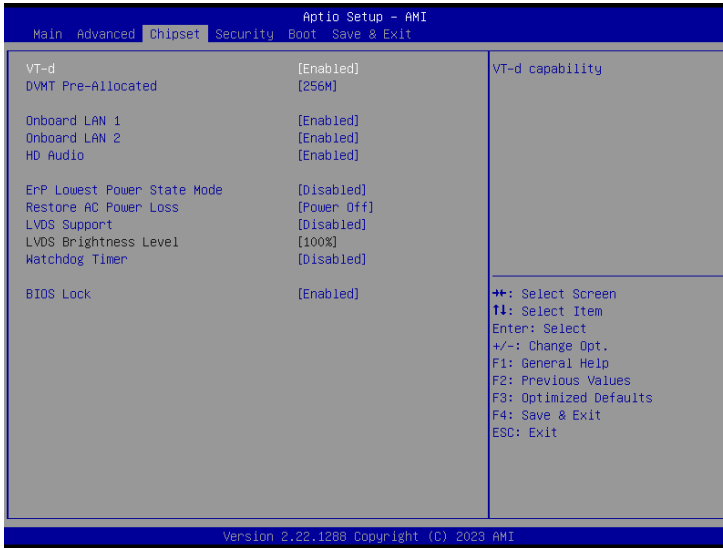 Aptio Setup – AMI
Main Advanced Chipset Security Boot Save & Exit
VT-d [Enabled]
DVMT Pre-Allocated [256M]
Onboard LAN 1 [Enabled]
Onboard LAN 2 [Enabled]
HD Audio [Enabled]
ErP Lowest Power State Mode [Disabled]
Restore AC Power Loss [Power Off]
LVDS Support [Disabled]
LVDS Brightness Level [100%]
Watchdog Timer [Disabled]
BIOS Lock [Enabled]
VT-d capability
→←: Select Screen
↑↓: Select Item
Enter: Select
+/-: Change Opt.
F1: General Help
F2: Previous Values
F3: Optimized Defaults
F4: Save & Exit
ESC: Exit
Version 2.22.1288 Copyright (C) 2023 AMI